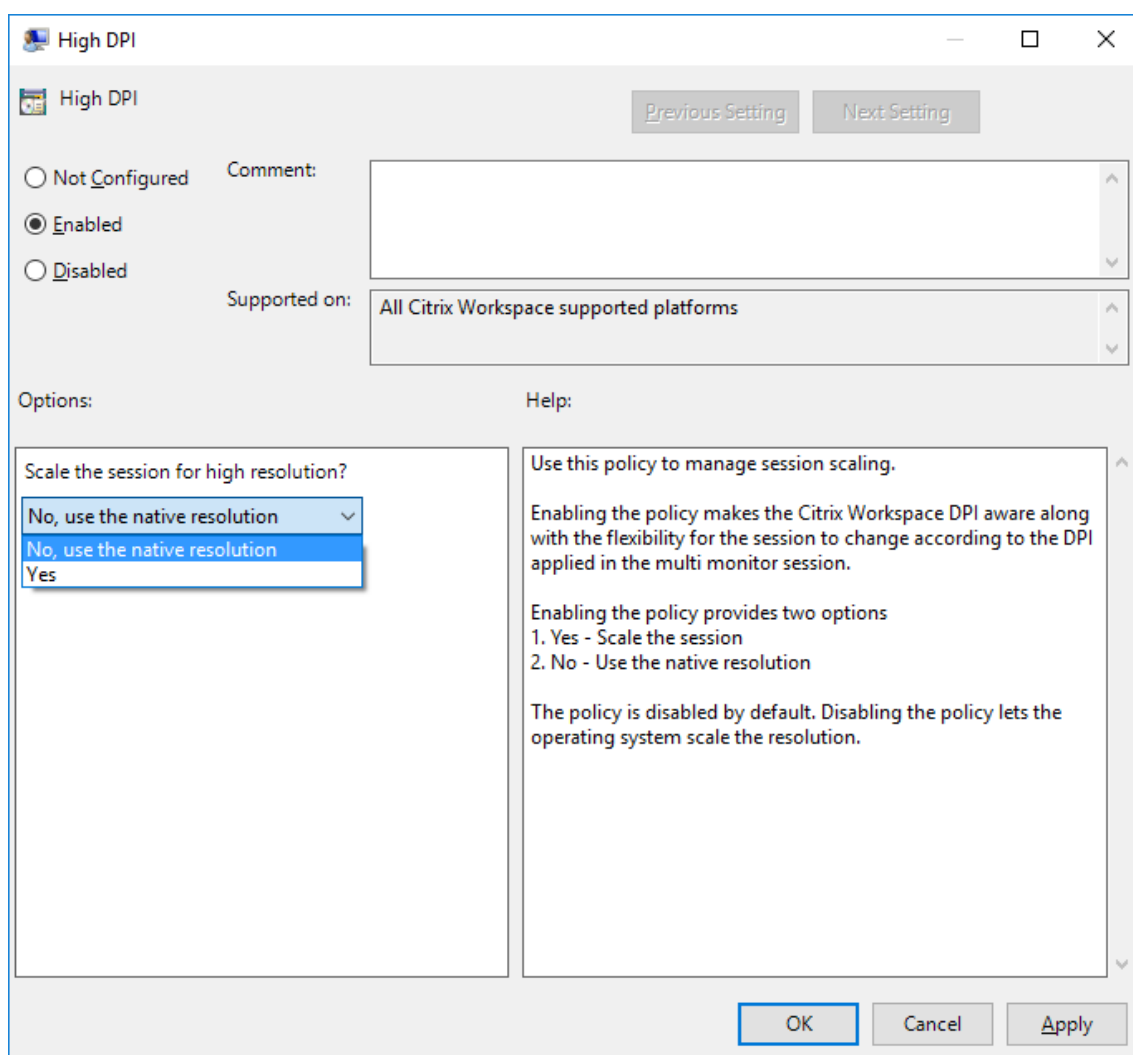 High DPI
High DPI
Previous Setting
Next Setting
Not Configured
Comment:
Enabled
Disabled
Supported on:
All Citrix Workspace supported platforms
Options:
Help:
Scale the session for high resolution?
No, use the native resolution
No, use the native resolution
Yes
Use this policy to manage session scaling.
Enabling the policy makes the Citrix Workspace DPI aware along
with the flexibility for the session to change according to the DPI
applied in the multi monitor session.
Enabling the policy provides two options
1. Yes - Scale the session
2. No - Use the native resolution
The policy is disabled by default. Disabling the policy lets the
operating system scale the resolution.
OK
Cancel
Apply